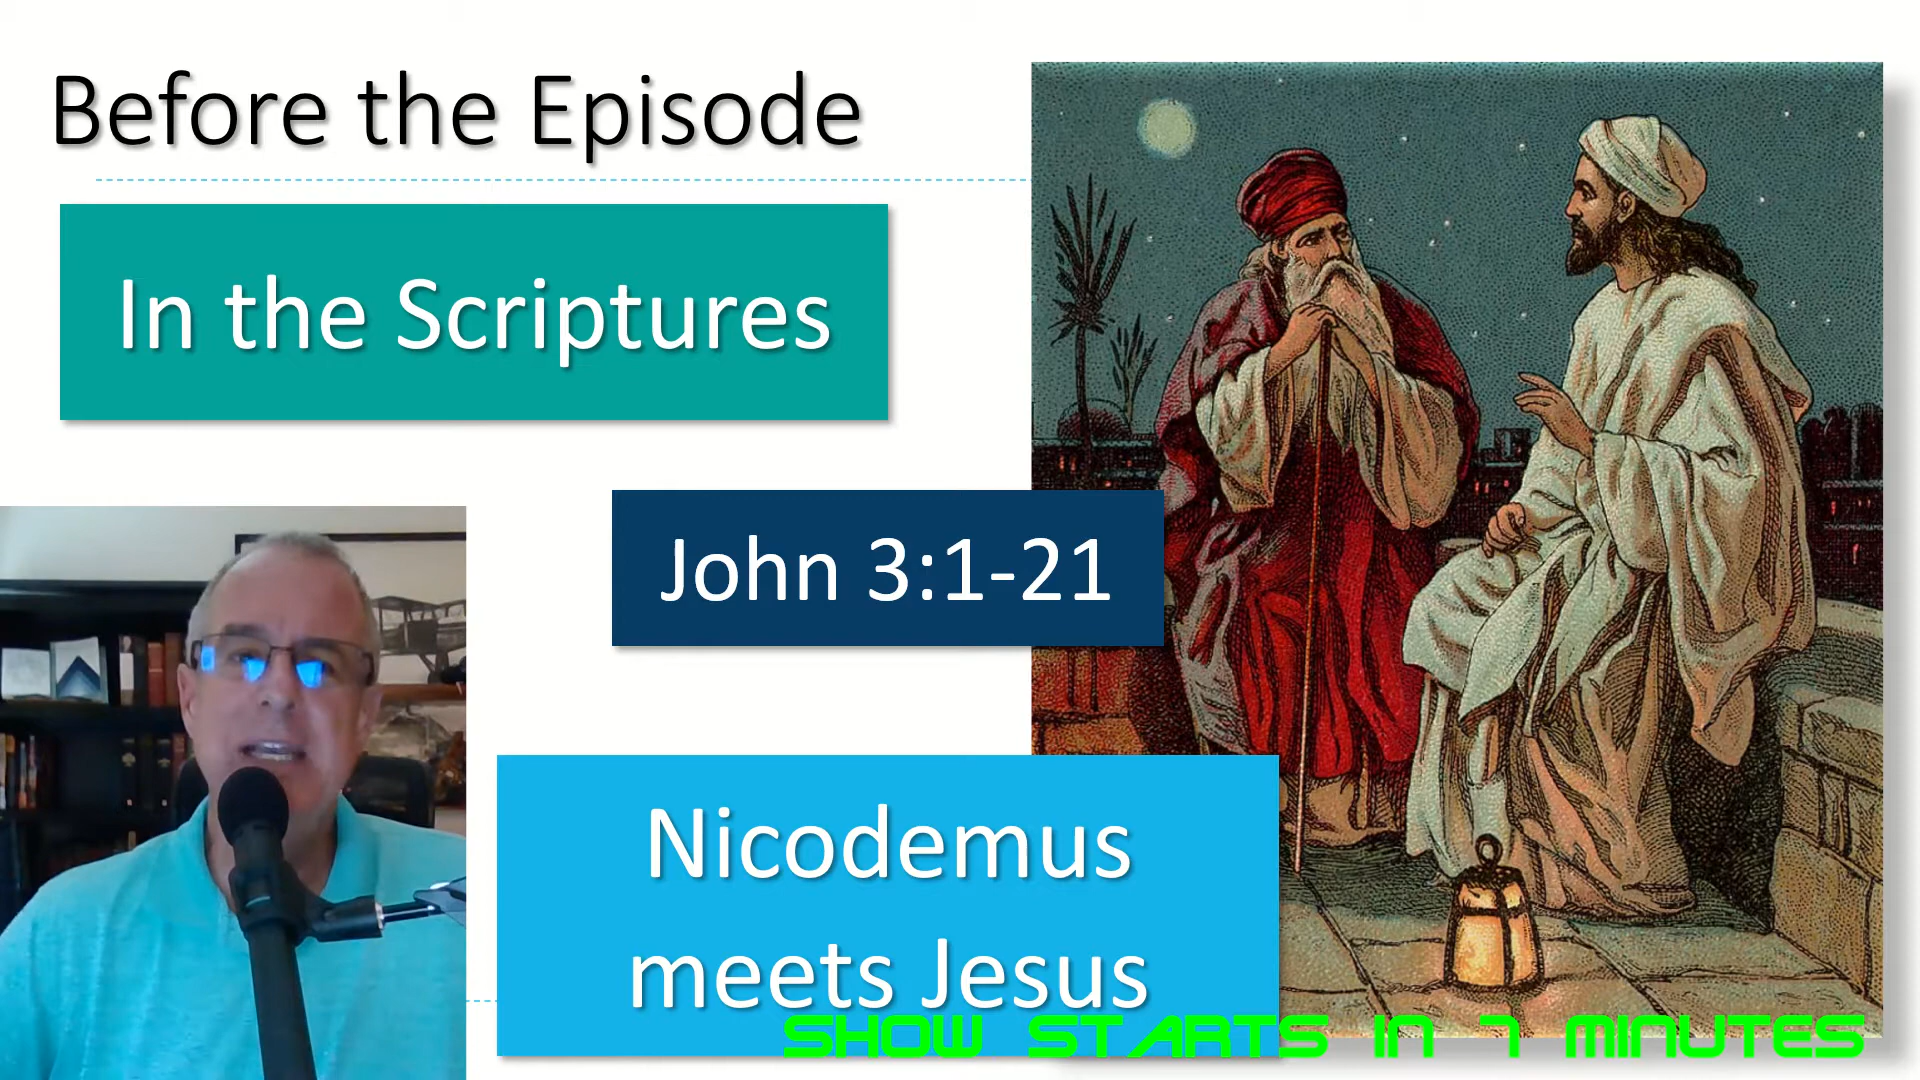 Before the Episode
In the Scriptures
John 3:1-21
Nicodemus
meets Jesus
SHOW STARTS IN 7 MINUTES